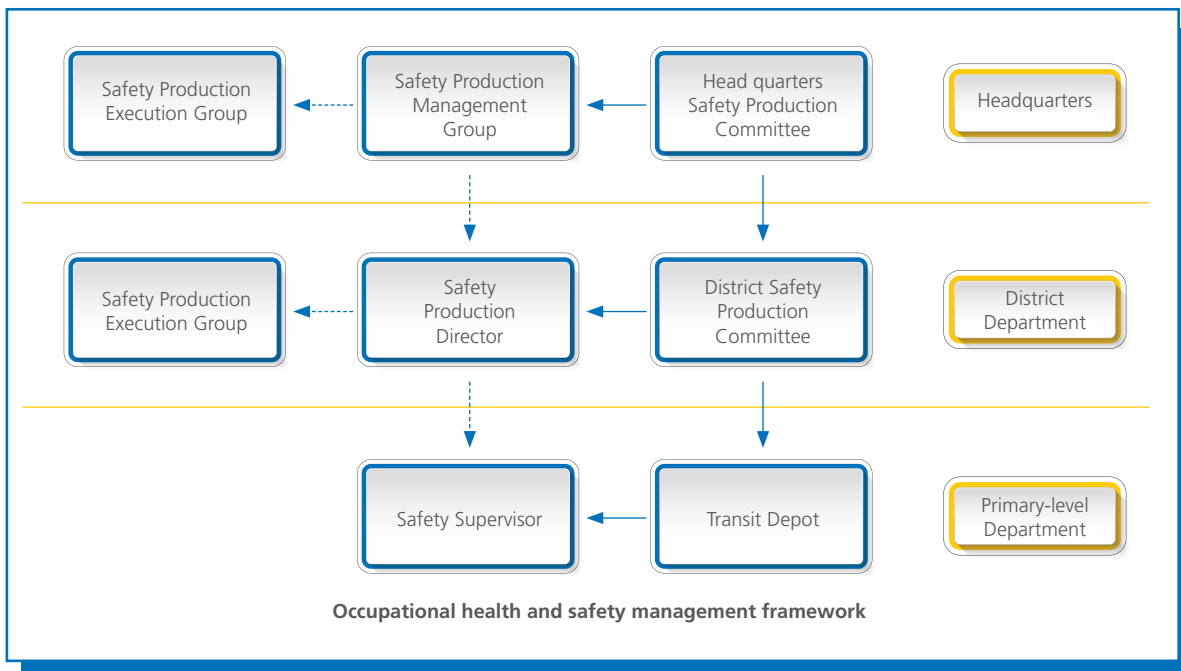 Safety Production
Execution Group
Safety Production
Management
Group
Head quarters
Safety Production
Committee
Headquarters
Safety Production
Execution Group
Safety
Production
Director
District Safety
Production
Committee
District
Department
Safety Supervisor
Transit Depot
Primary-level
Department
Occupational health and safety management framework